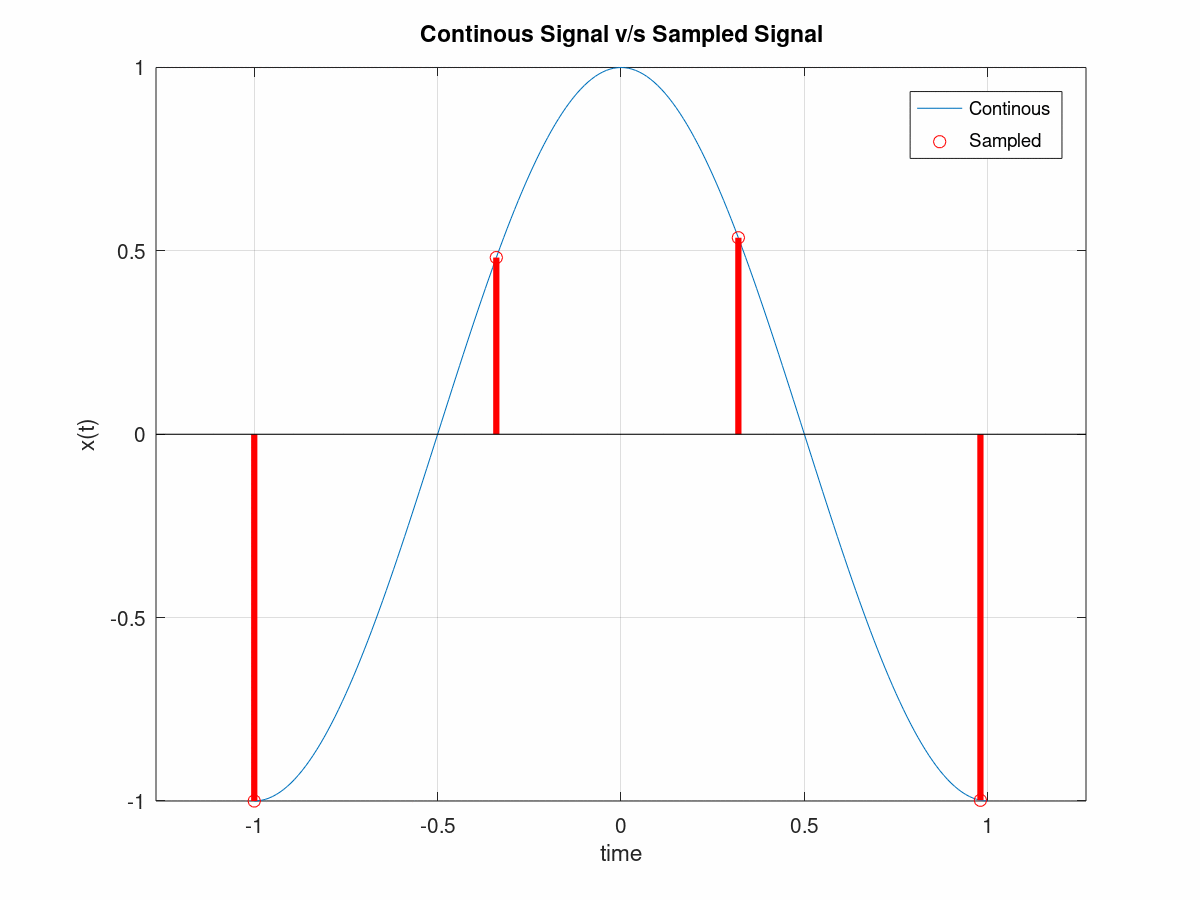 Continous Signal v/s Sampled Signal
Continous
Sampled
1
0.5
0
-0.5
-1
x(t)
-1 -0.5 0 0.5 1
time